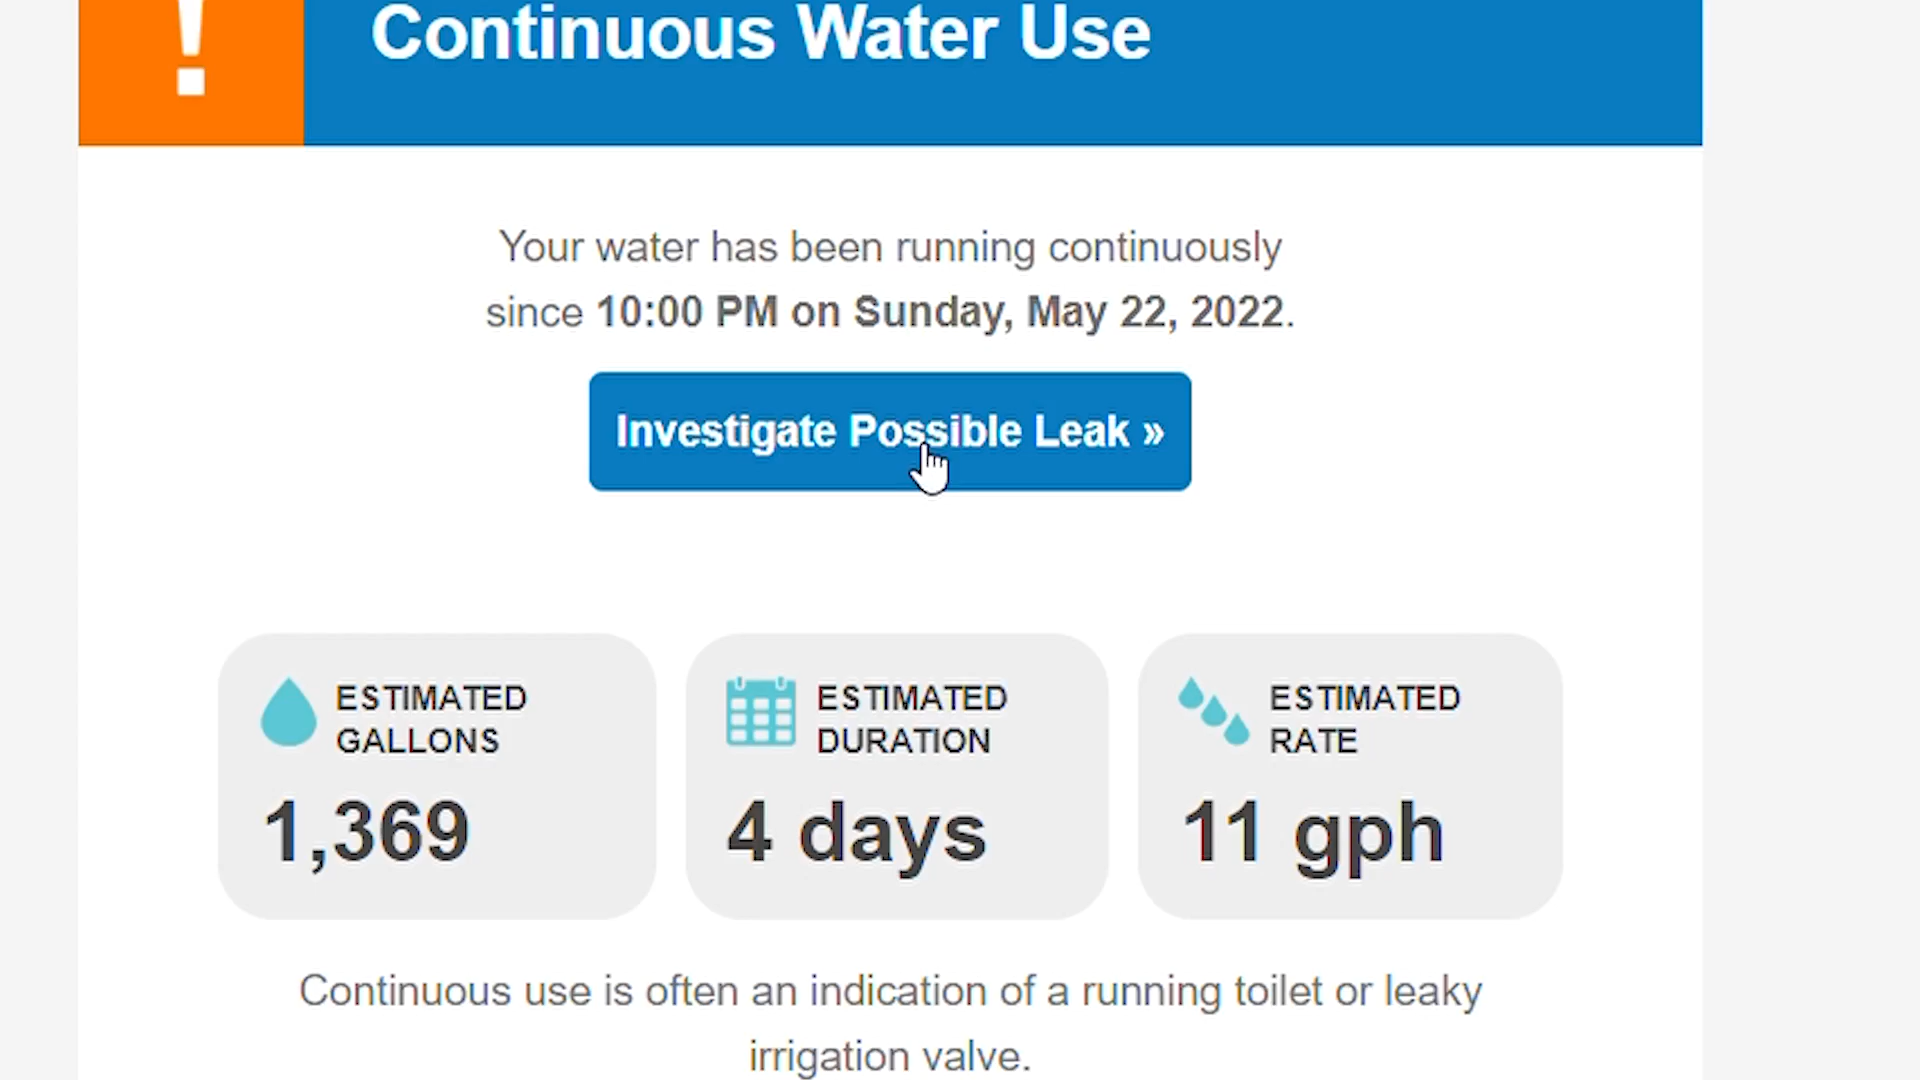 !
Continuous Water Use
Your water has been running continuously
since 10:00 PM on Sunday, May 22, 2022.
Investigate Possible Leak »
ESTIMATED
GALLONS
1,369
ESTIMATED
DURATION
4 days
ESTIMATED
RATE
11 gph
Continuous use is often an indication of a running toilet or leaky
irrigation valve.